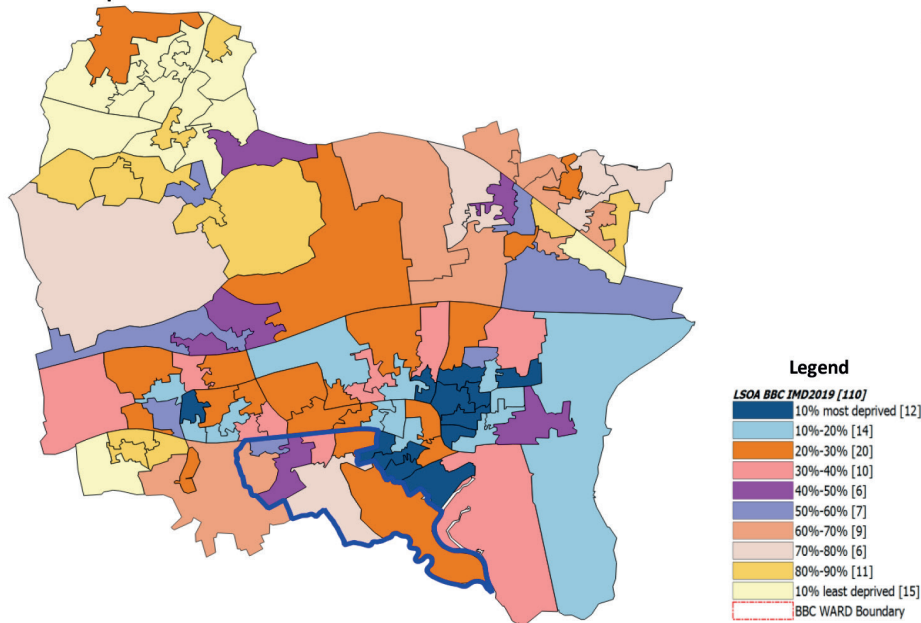 Legend
LSOA BBC IMD2019 [110]
10% most deprived [12]
10%-20% [14]
20%-30% [20]
30%-40% [10]
40%-50% [6]
50%-60% [7]
60%-70% [9]
70%-80% [6]
80%-90% [11]
10% least deprived [15]
BBC WARD Boundary